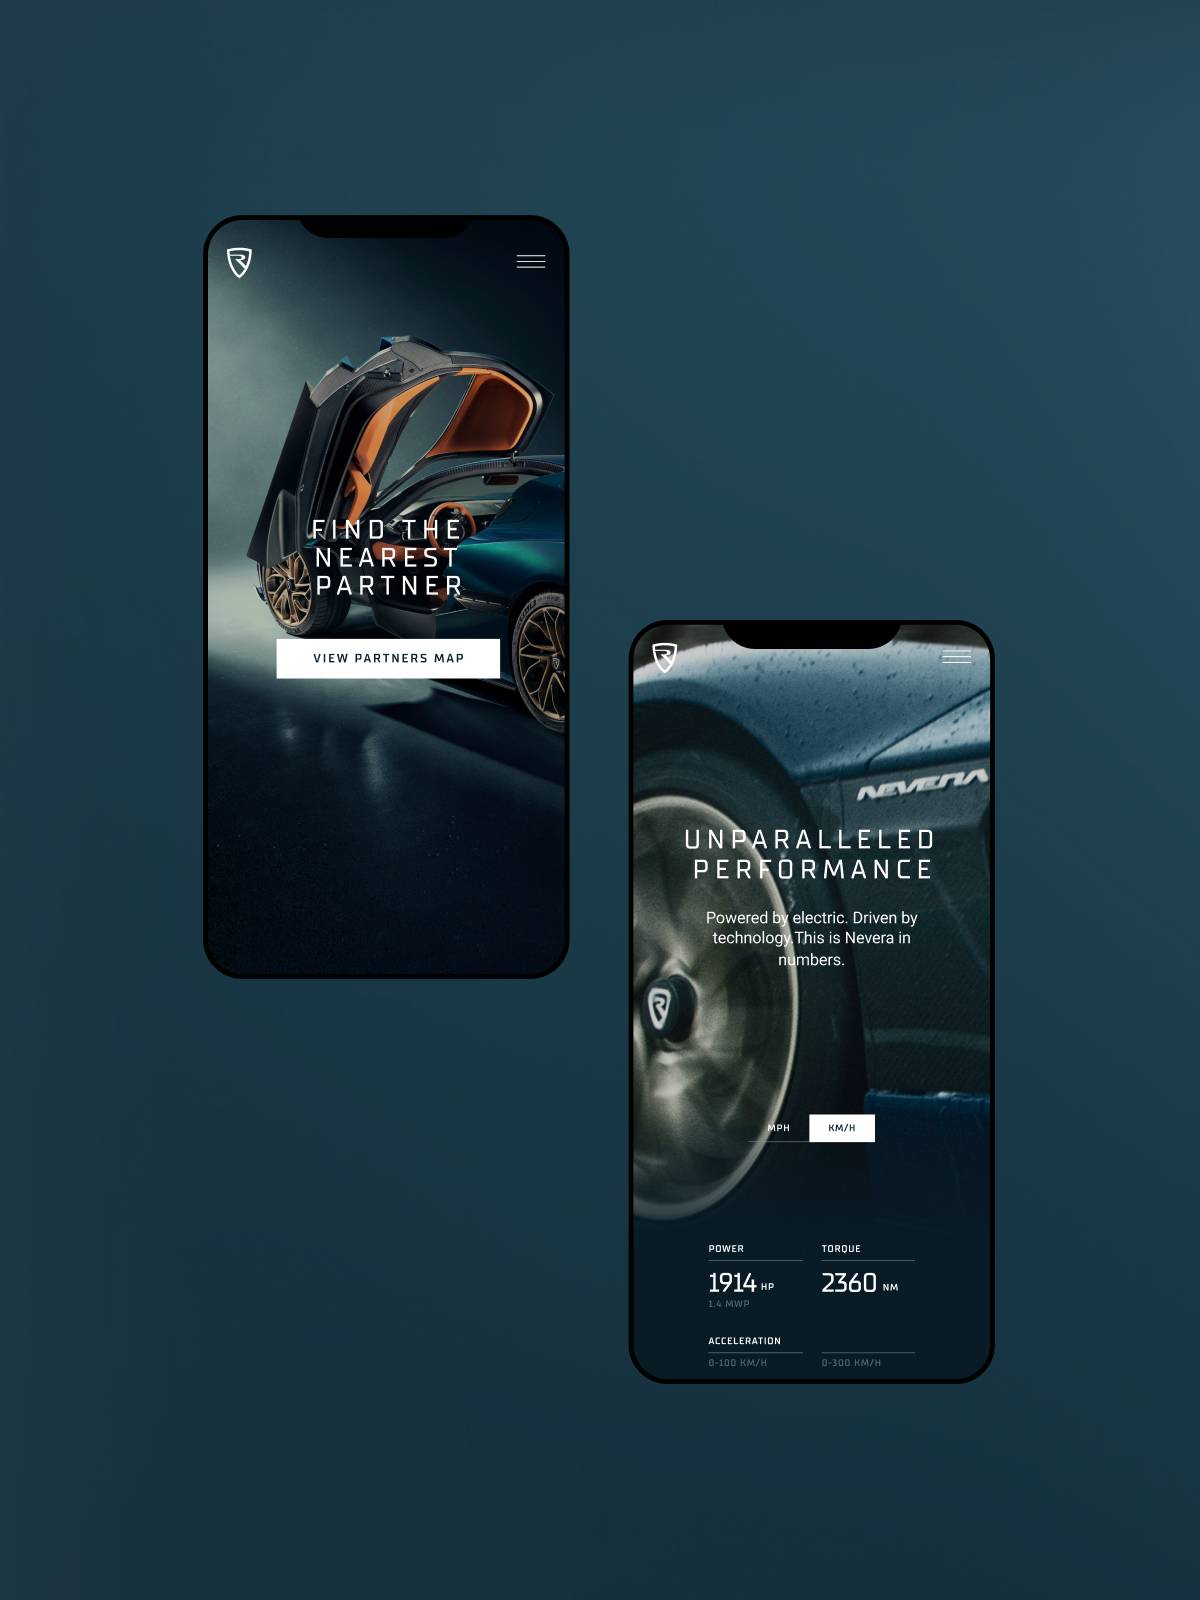 FIND THE
NEAREST
PARTNER
VIEW PARTNERS MAP
NEVERA
UNPARALLELED
PERFORMANCE
Powered by electric. Driven by
technology.This is Nevera in
numbers.
MPH KM/H
POWER TORQUE
1914 HP 2360 NM
1.4 MWP
ACCELERATION
0-100 KM/H 0-300 KM/H